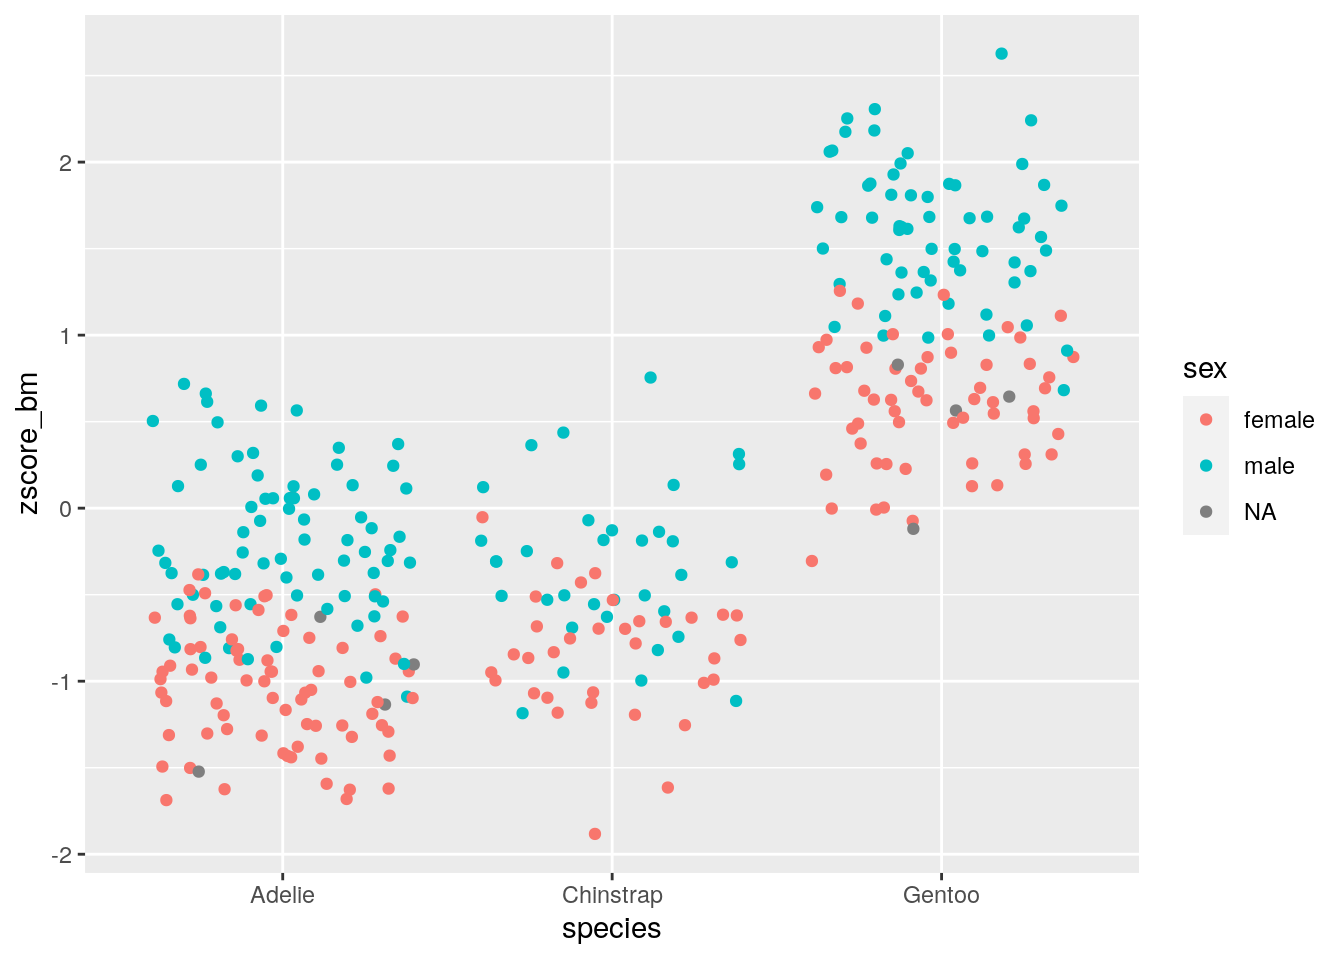 zscore_bm
2
1
0
-1
-2
Adelie Chinstrap Gentoo
species
sex
female
male
NA